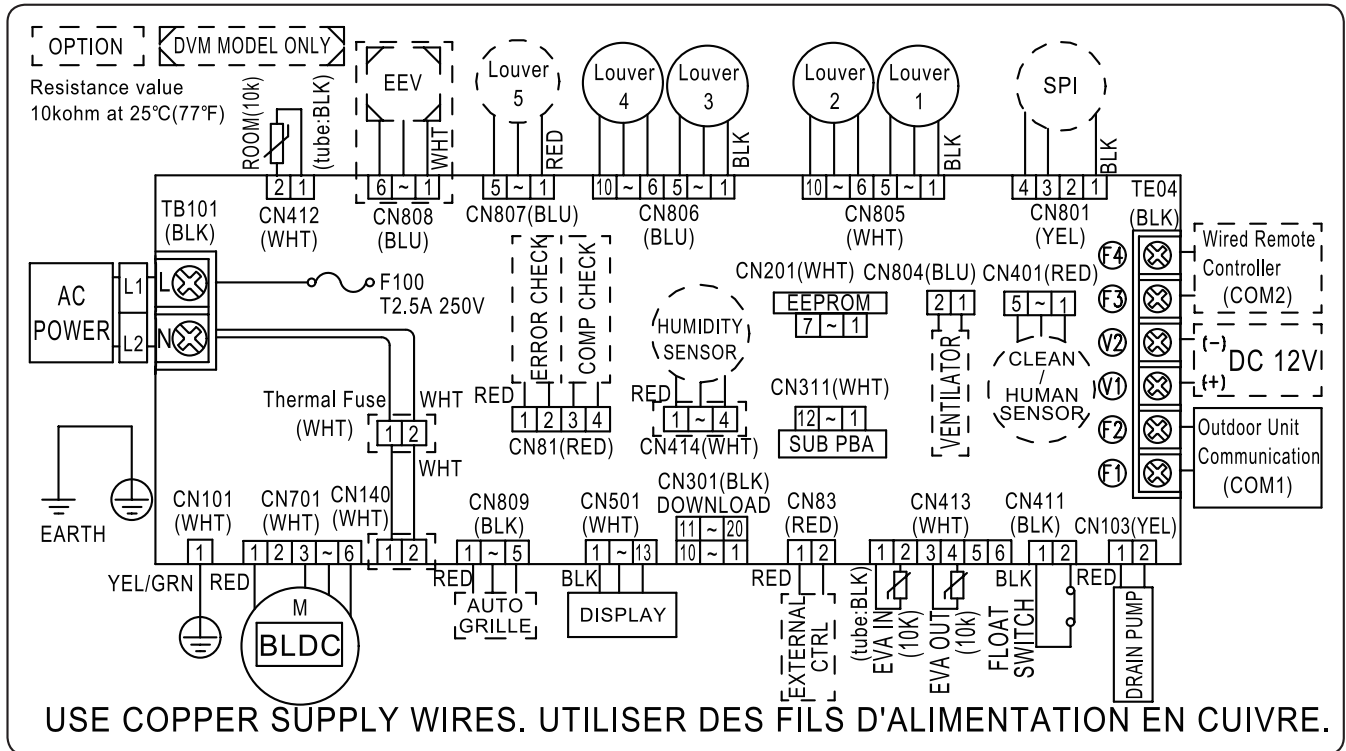 OPTION
DVM MODEL ONLY
Resistance value
10kohm at 25℃(77℉)
ROOM(10k)
(tube:BLK)
2 1
CN412
(WHT)
EEV
WHT
6 ~ 1
CN808
(BLU)
Louver
5
RED
5 ~ 1
CN807(BLU)
Louver
4
Louver
3
BLK
10 ~ 6 5 ~ 1
CN806
(BLU)
Louver
2
Louver
1
BLK
10 ~ 6 5 ~ 1
CN805
(WHT)
SPI
BLK
4 3 2 1
CN801
(YEL)
TE04
(BLK)
TB101
(BLK)
AC
POWER
L1
L2
L
N
F100
T2.5A 250V
ERROR CHECK
COMP CHECK
RED
1 2 3 4
CN81(RED)
HUMIDITY
SENSOR
RED
1 ~ 4
CN414(WHT)
CN201(WHT)
EEPROM
7 ~ 1
CN311(WHT)
12 ~ 1
SUB PBA
CN804(BLU)
2 1
VENTILATOR
CN401(RED)
5 ~ 1
CLEAN
/
HUMAN
SENSOR
F4
F3
V2
V1
F2
F1
Wired Remote
Controller
(COM2)
(-)
DC 12V
(+)
Outdoor Unit
Communication
(COM1)
Thermal Fuse
(WHT)
WHT
1 2
WHT
EARTH
CN101
(WHT)
1
YEL/GRN
CN701
(WHT)
1 2 3 ~ 6
RED
M
BLDC
CN140
(WHT)
1 2
CN809
(BLK)
1 ~ 5
RED
AUTO
GRILLE
CN501
(WHT)
1 ~ 13
BLK
DISPLAY
CN301(BLK)
DOWNLOAD
11 ~ 20
10 ~ 1
CN83
(RED)
1 2
RED
EXTERNAL
CTRL
CN413
(WHT)
1 2 3 4 5 6
(tube:BLK)
EVA IN
(10K)
EVA OUT
(10k)
CN411
(BLK)
1 2
BLK
FLOAT
SWITCH
CN103(YEL)
1 2
RED
DRAIN PUMP
USE COPPER SUPPLY WIRES. UTILISER DES FILS D'ALIMENTATION EN CUIVRE.